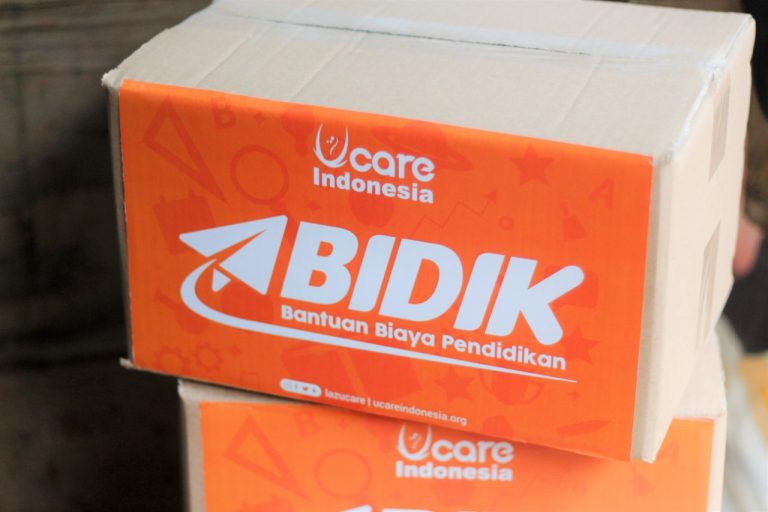 Ucare
Indonesia
BIDIK
Bantuan Biaya Pendidikan
lazucare | ucareindonesia.org
Ucare
Indonesia